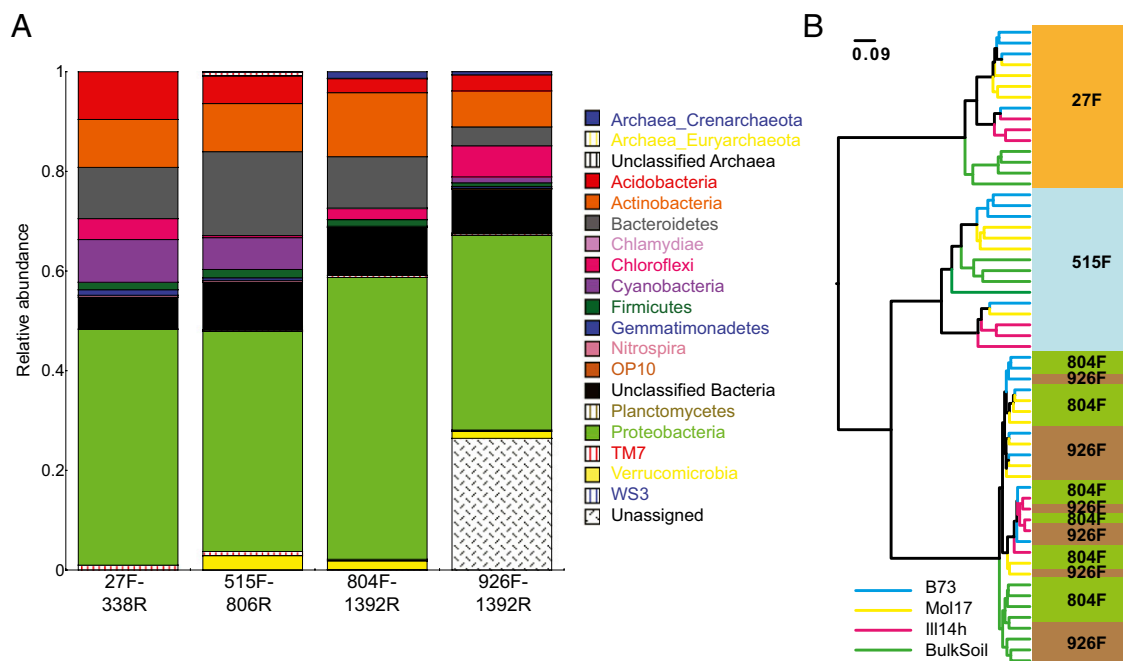 A
Relative abundance
1
0.8
0.6
0.4
0.2
0
27F-
338R
515F-
806R
804F-
1392R
926F-
1392R
Archaea_Crenarchaeota
Archaea_Euryarchaeota
Unclassified Archaea
Acidobacteria
Actinobacteria
Bacteroidetes
Chlamydiae
Chloroflexi
Cyanobacteria
Firmicutes
Gemmatimonadetes
Nitrospira
OP10
Unclassified Bacteria
Planctomycetes
Proteobacteria
TM7
Verrucomicrobia
WS3
Unassigned
B
0.09
27F
515F
804F
926F
804F
926F
804F
926F
804F
926F
804F
926F
804F
926F
B73
Mol17
Ill14h
BulkSoil